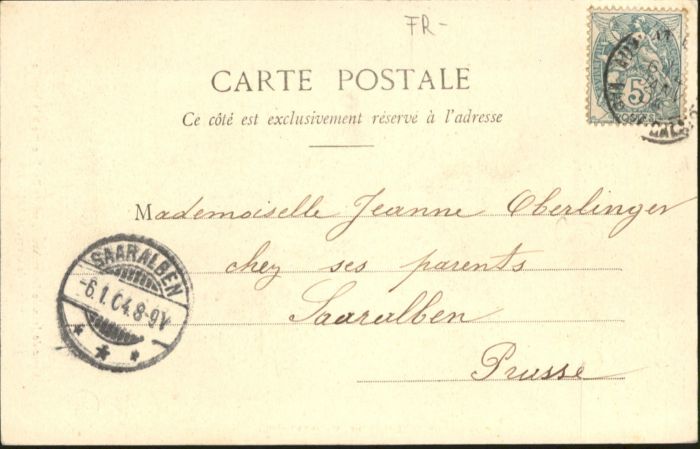 FR-
CARTE POSTALE
Ce côté est exclusivement réservé à l'adresse
Mademoiselle Jeanne Oberlinger
chez ses parents
Saaralben
Prusse
SAARALBEN
-6.1.04.8-9V
5
POSTES